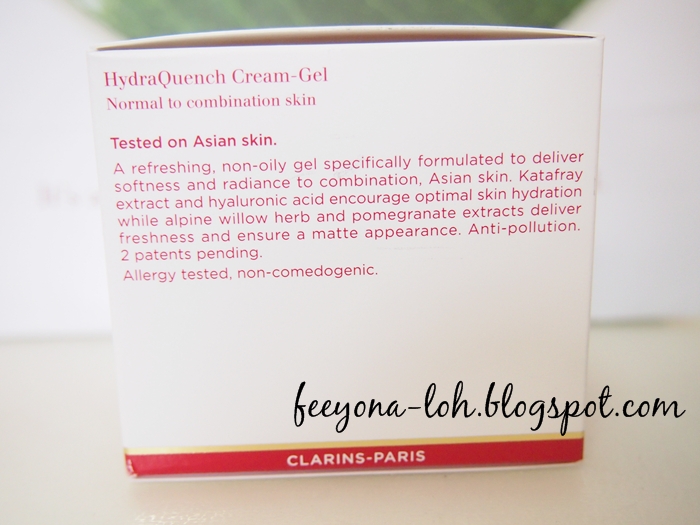 HydraQuench Cream-Gel
Normal to combination skin
Tested on Asian skin.
A refreshing, non-oily gel specifically formulated to deliver
softness and radiance to combination, Asian skin. Katafray
extract and hyaluronic acid encourage optimal skin hydration
while alpine willow herb and pomegranate extracts deliver
freshness and ensure a matte appearance. Anti-pollution.
2 patents pending.
Allergy tested, non-comedogenic.
feeyona-loh.blogspot.com
CLARINS-PARIS